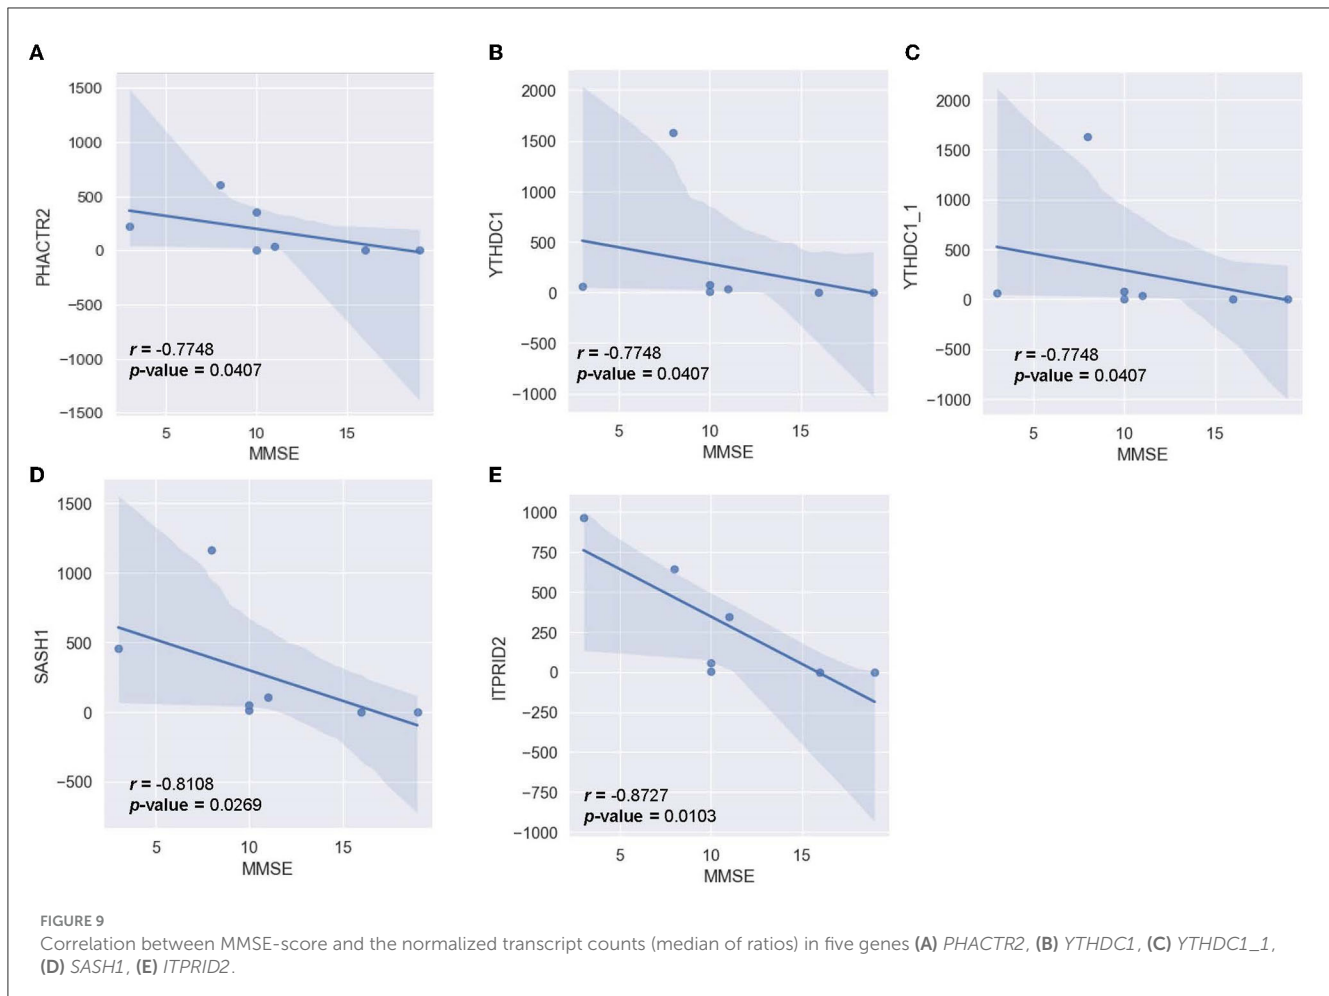 A
1500
1000
500
0
−500
−1000
−1500
PHACTR2
r = -0.7748
p-value = 0.0407
5 10 15
MMSE
B
2000
1500
1000
500
0
−500
−1000
YTHDC1
r = -0.7748
p-value = 0.0407
5 10 15
MMSE
C
2000
1500
1000
500
0
−500
−1000
YTHDC1_1
r = -0.7748
p-value = 0.0407
5 10 15
MMSE
D
1500
1000
500
0
−500
SASH1
r = -0.8108
p-value = 0.0269
5 10 15
MMSE
E
1000
750
500
250
0
−250
−500
−750
−1000
ITPRID2
r = -0.8727
p-value = 0.0103
5 10 15
MMSE
FIGURE 9
Correlation between MMSE-score and the normalized transcript counts (median of ratios) in five genes (A) PHACTR2, (B) YTHDC1, (C) YTHDC1_1,
(D) SASH1, (E) ITPRID2.